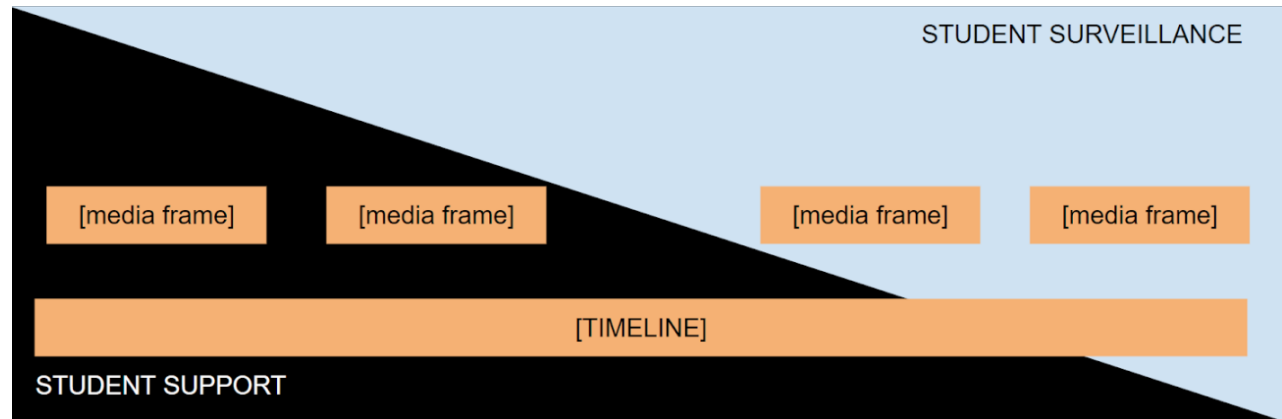 STUDENT SURVEILLANCE
[media frame] [media frame] [media frame] [media frame]
[TIMELINE]
STUDENT SUPPORT